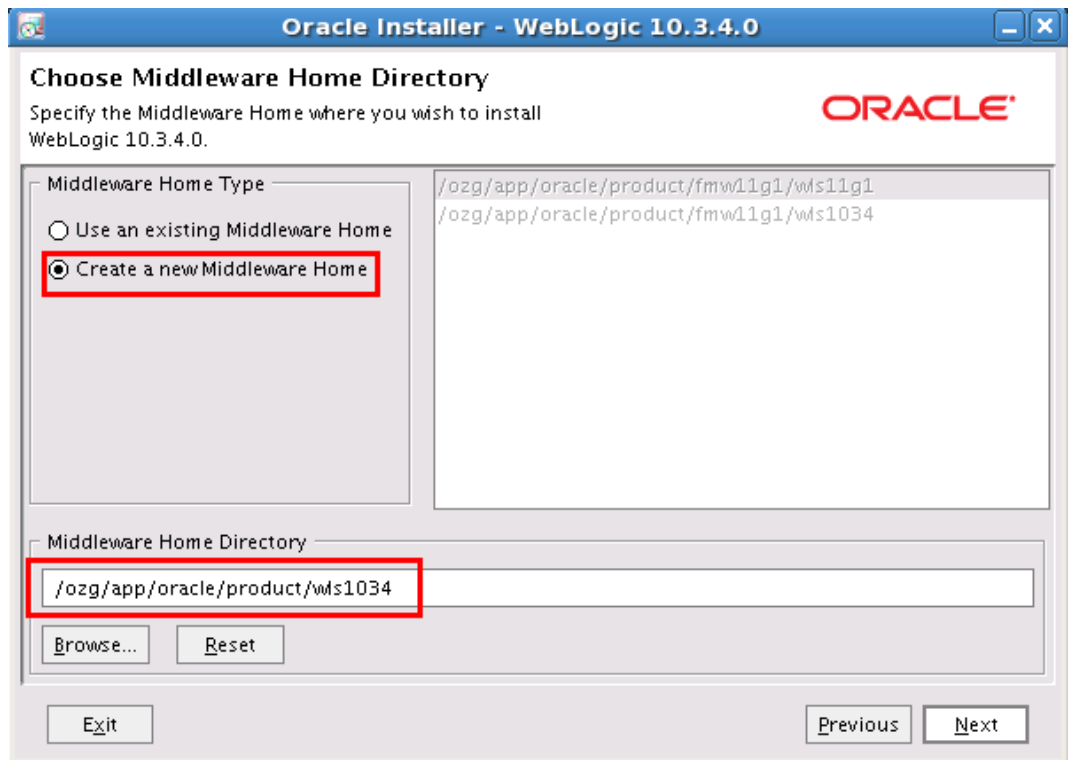 Oracle Installer - WebLogic 10.3.4.0
Choose Middleware Home Directory
Specify the Middleware Home where you wish to install
WebLogic 10.3.4.0.
ORACLE
Middleware Home Type
Use an existing Middleware Home
Create a new Middleware Home
/ozg/app/oracle/product/fmw11g1/wls11g1
/ozg/app/oracle/product/fmw11g1/wls1034
Middleware Home Directory
/ozg/app/oracle/product/wls1034
Browse... Reset
Exit Previous Next